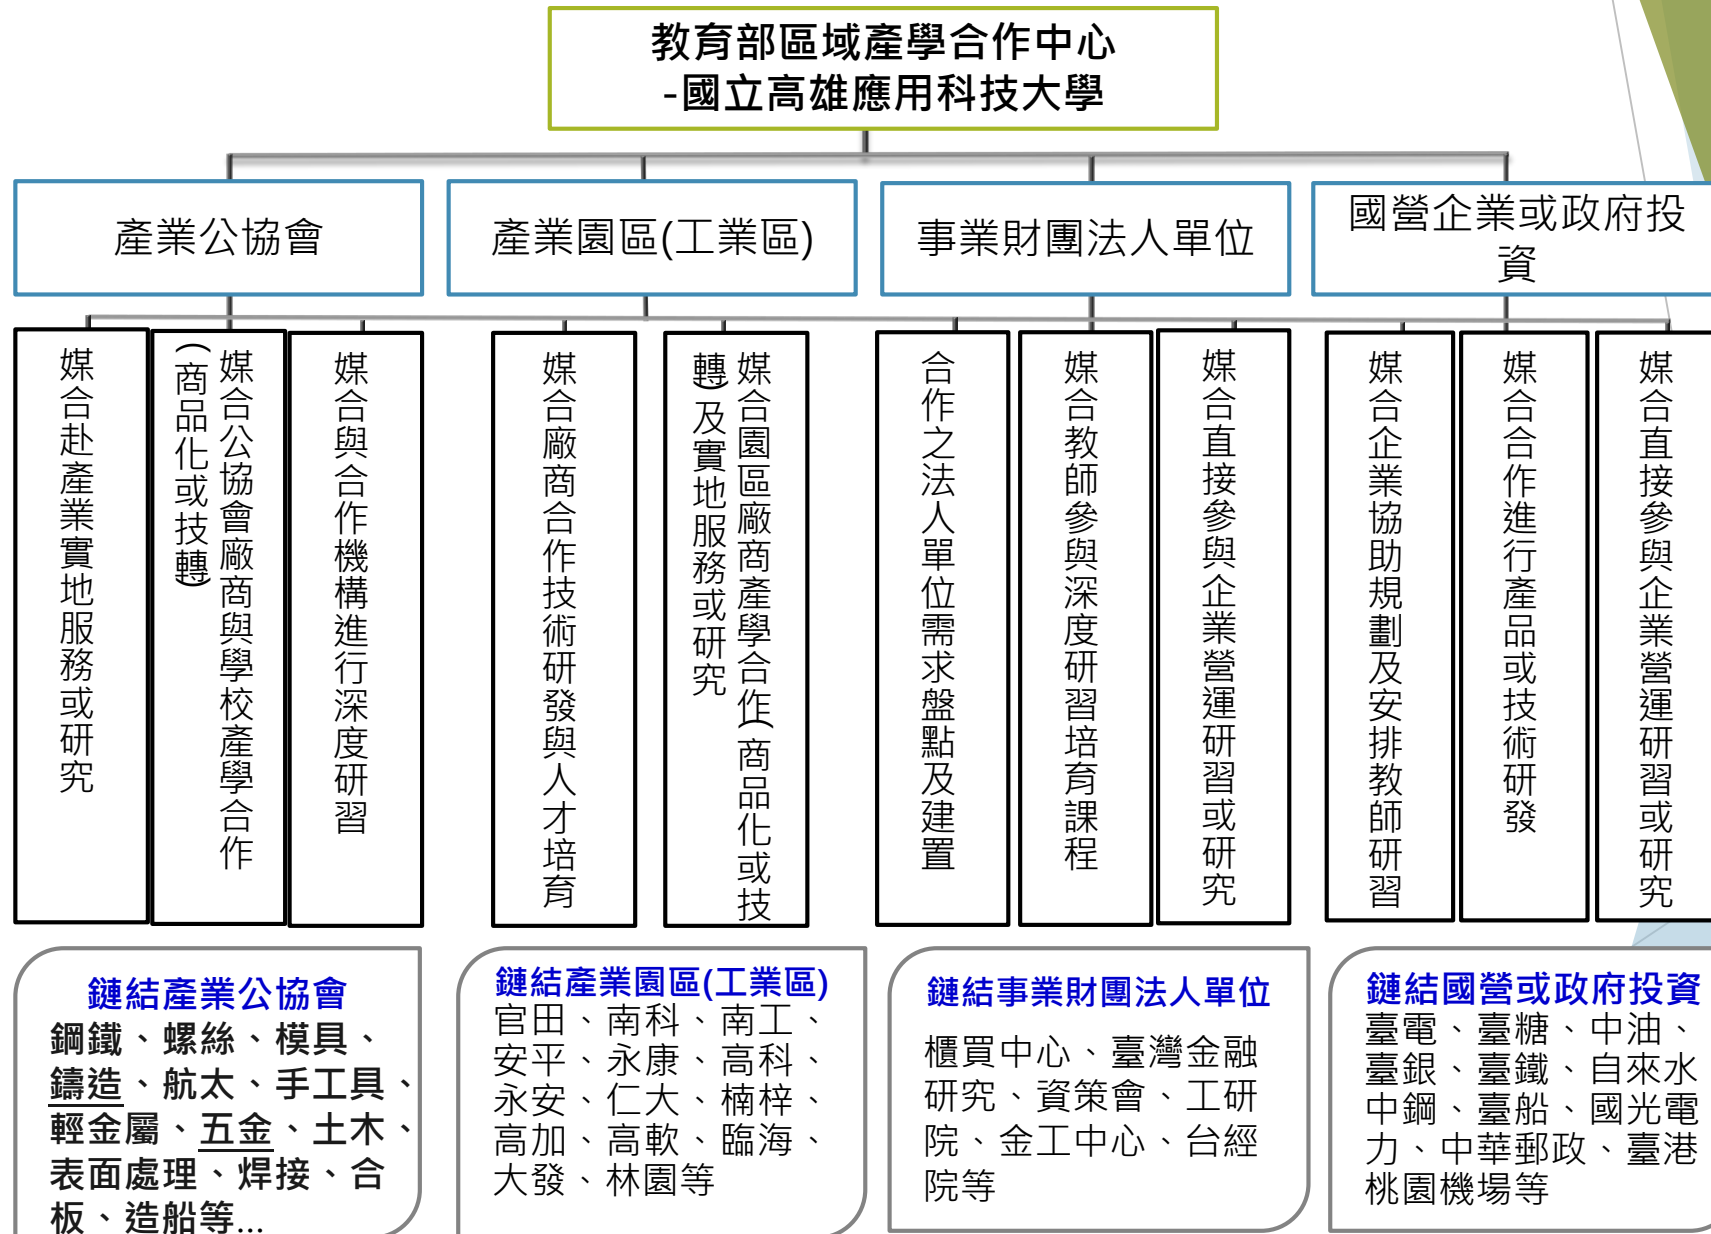 教育部區域產學合作中心
-國立高雄應用科技大學
產業公協會
產業園區(工業區)
事業財團法人單位
國營企業或政府投
資
媒合赴產業實地服務或研究
媒合公協會廠商與學校產學合作
(商品化或技轉)
媒合與合作機構進行深度研習
媒合廠商合作技術研發與人才培育
媒合園區廠商產學合作(商品化或技
轉)及實地服務或研究
合作之法人單位需求盤點及建置
媒合教師參與深度研習培育課程
媒合直接參與企業營運研習或研究
媒合企業協助規劃及安排教師研習
媒合合作進行產品或技術研發
媒合直接參與企業營運研習或研究
鏈結產業公協會
鋼鐵、螺絲、模具、
鑄造、航太、手工具、
輕金屬、五金、土木、
表面處理、焊接、合
板、造船等...
鏈結產業園區(工業區)
官田、南科、南工、
安平、永康、高科、
永安、仁大、楠梓、
高加、高軟、臨海、
大發、林園等
鏈結事業財團法人單位
櫃買中心、臺灣金融
研究、資策會、工研
院、金工中心、台經
院等
鏈結國營或政府投資
臺電、臺糖、中油、
臺銀、臺鐵、自來水
中鋼、臺船、國光電
力、中華郵政、臺港
桃園機場等